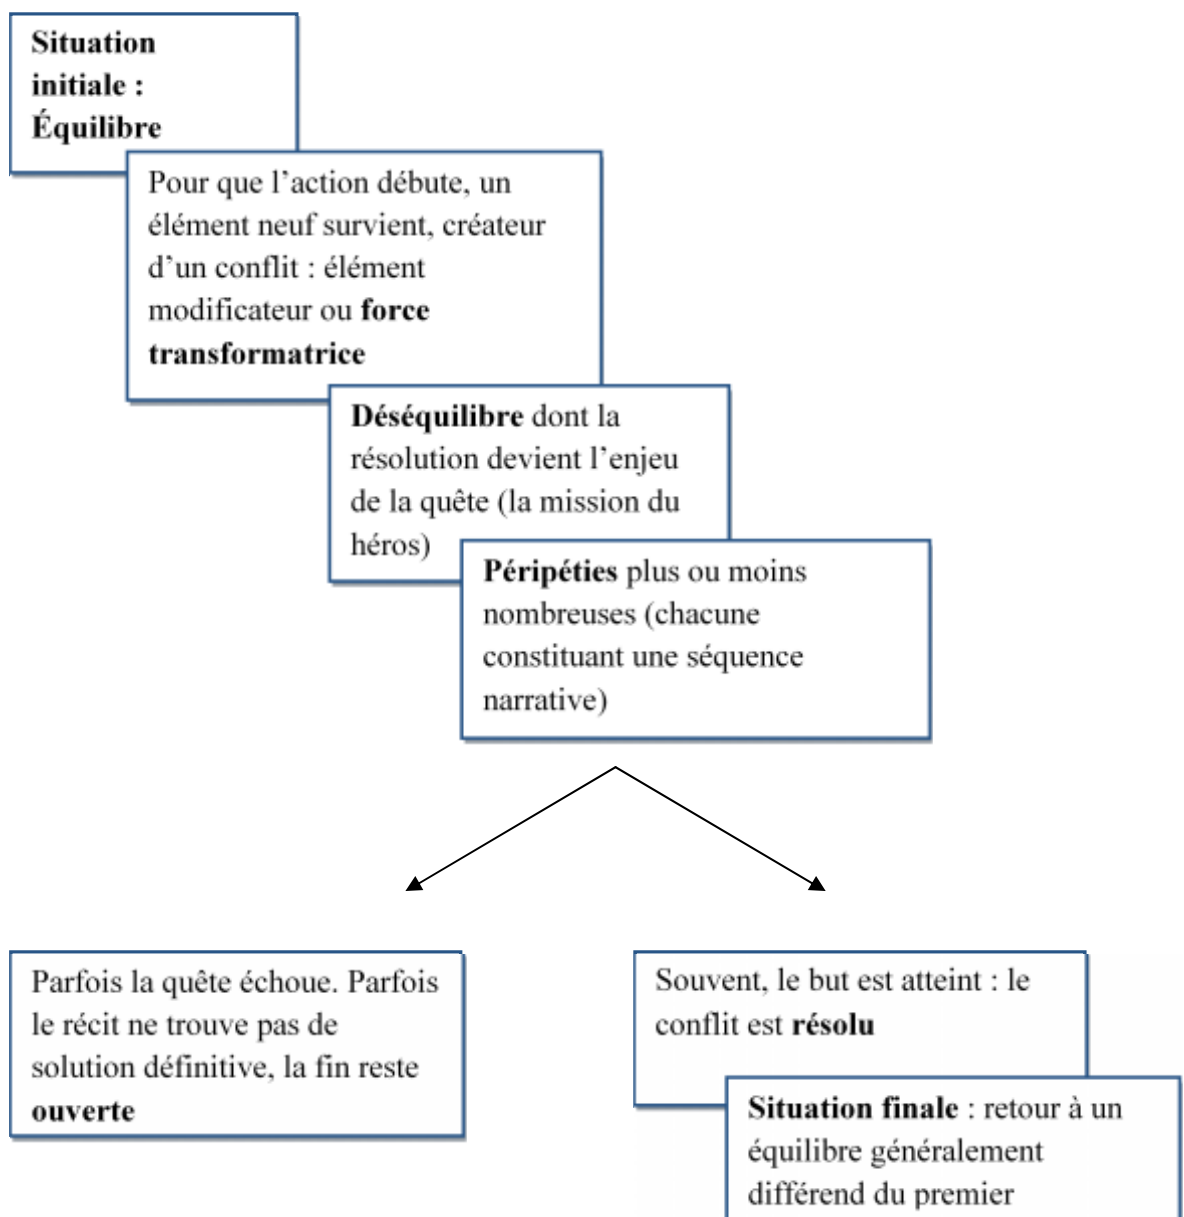 Situation
initiale :
Équilibre
Pour que l’action débute, un
élément neuf survient, créateur
d’un conflit : élément
modificateur ou force
transformatrice
Déséquilibre dont la
résolution devient l’enjeu
de la quête (la mission du
héros)
Péripéties plus ou moins
nombreuses (chacune
constituant une séquence
narrative)
Parfois la quête échoue. Parfois
le récit ne trouve pas de
solution définitive, la fin reste
ouverte
Souvent, le but est atteint : le
conflit est résolu
Situation finale : retour à un
équilibre généralement
différend du premier